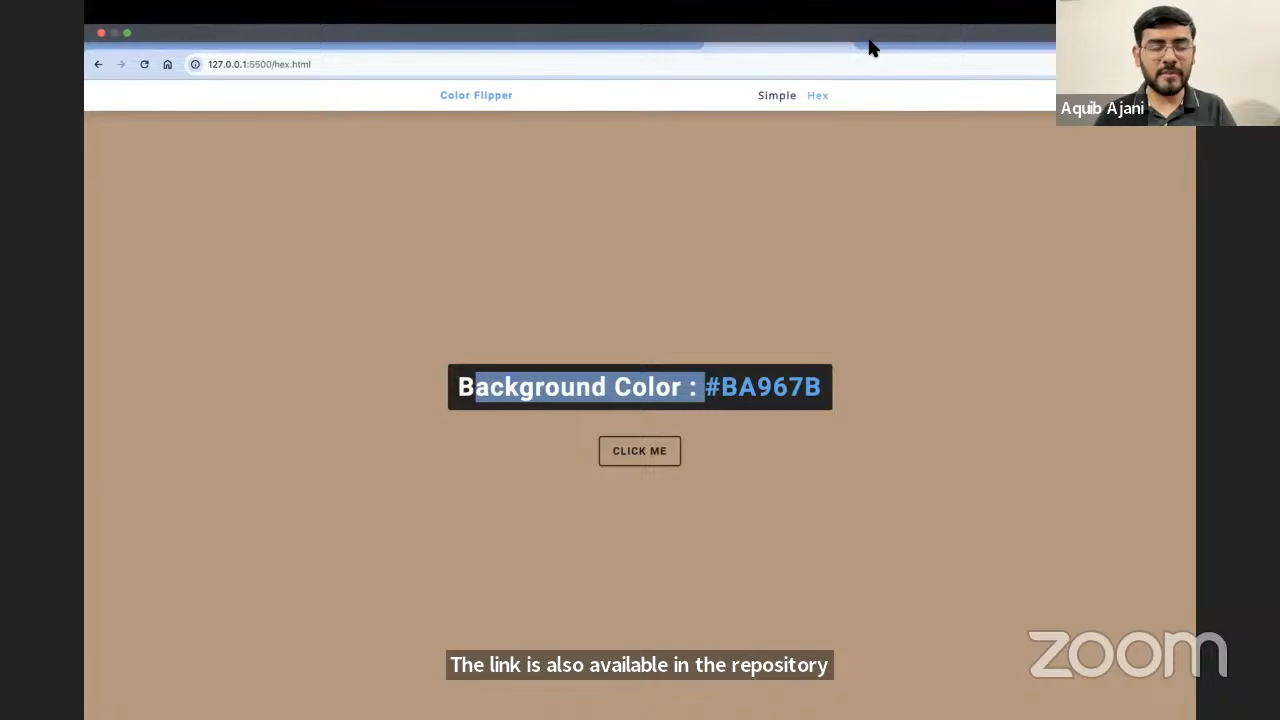 127.0.0.1:5500/hex.html
Color Flipper
Simple Hex
Aquib Ajani
Background Color : #BA967B
CLICK ME
The link is also available in the repository
zoom